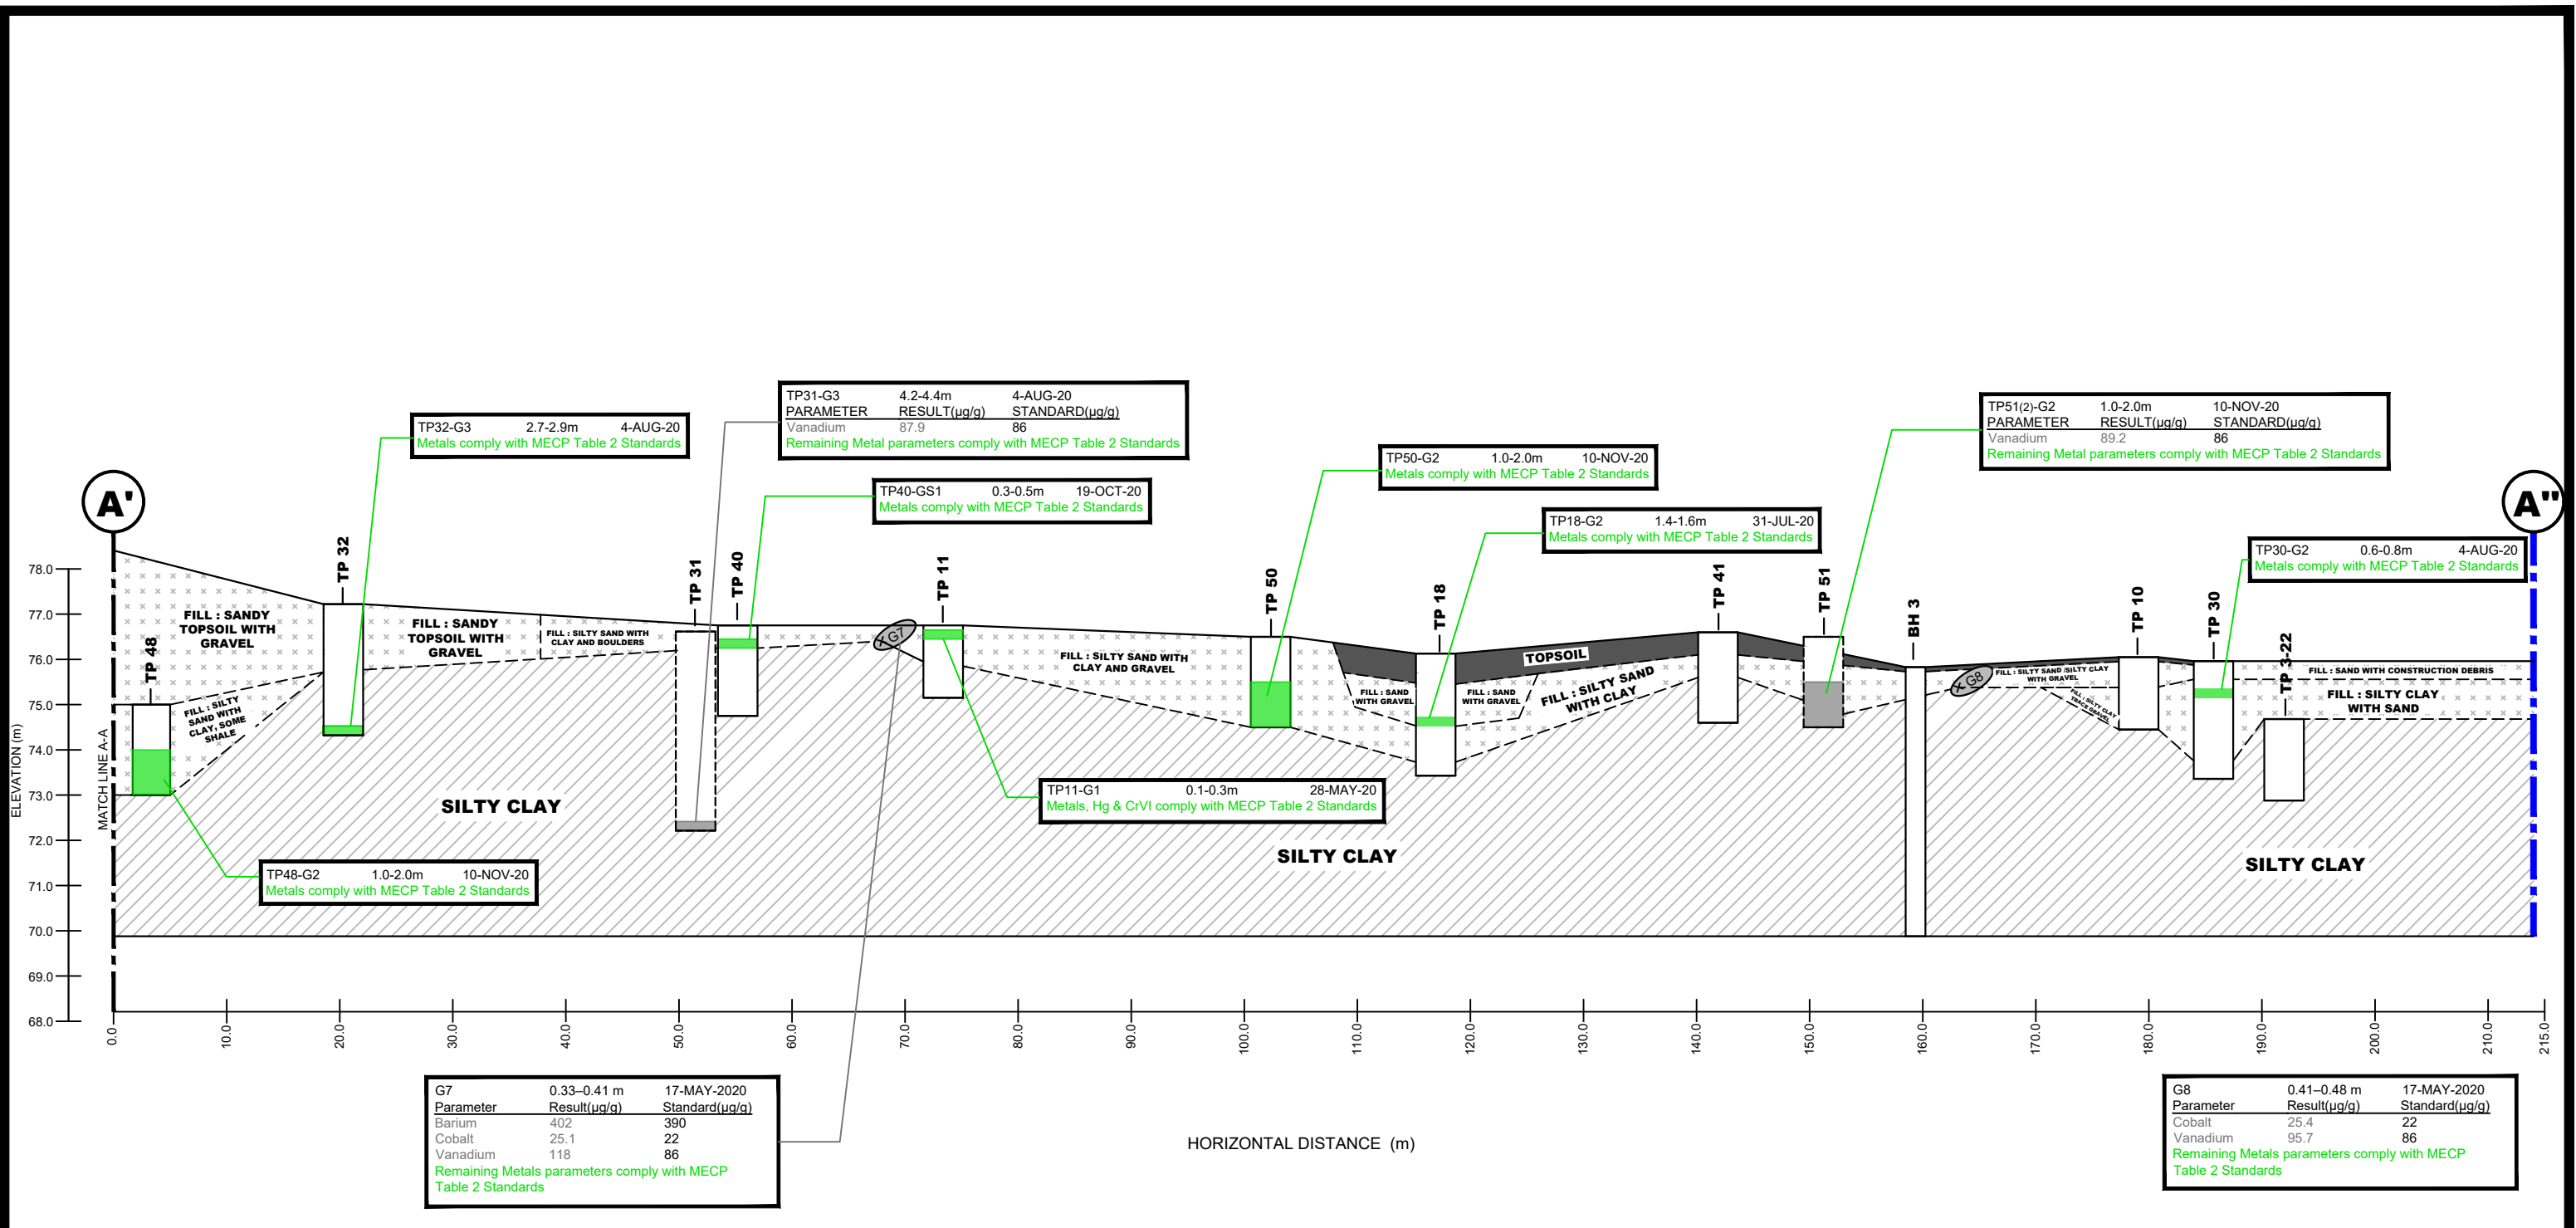 TP31-G3 4.2-4.4m 4-AUG-20
PARAMETER RESULT(µg/g) STANDARD(µg/g)
Vanadium 87.9 86
Remaining Metal parameters comply with MECP Table 2 Standards
TP51(2)-G2 1.0-2.0m 10-NOV-20
PARAMETER RESULT(µg/g) STANDARD(µg/g)
Vanadium 89.2 86
Remaining Metal parameters comply with MECP Table 2 Standards
TP32-G3 2.7-2.9m 4-AUG-20
Metals comply with MECP Table 2 Standards
TP50-G2 1.0-2.0m 10-NOV-20
Metals comply with MECP Table 2 Standards
TP40-GS1 0.3-0.5m 19-OCT-20
Metals comply with MECP Table 2 Standards
TP18-G2 1.4-1.6m 31-JUL-20
Metals comply with MECP Table 2 Standards
TP30-G2 0.6-0.8m 4-AUG-20
Metals comply with MECP Table 2 Standards
A'
A"
TP 48
TP 32
TP 31
TP 40
TP 11
TP 50
TP 18
TP 41
TP 51
BH 3
TP 10
TP 30
TP 3-22
78.0
77.0
76.0
75.0
74.0
73.0
72.0
71.0
70.0
69.0
68.0
ELEVATION (m)
MATCH LINE A-A
FILL : SANDY
TOPSOIL WITH
GRAVEL
FILL : SANDY
TOPSOIL WITH
GRAVEL
FILL : SILTY SAND WITH
CLAY AND BOULDERS
FILL : SILTY
SAND WITH
CLAY, SOME
SHALE
X G7
FILL : SILTY SAND WITH
CLAY AND GRAVEL
TOPSOIL
FILL : SAND
WITH GRAVEL
FILL : SAND
WITH GRAVEL
FILL : SILTY SAND
WITH CLAY
X G8
FILL : SILTY SAND /SILTY CLAY
WITH GRAVEL
FILL : SILTY CLAY
TRACE GRAVEL
FILL : SAND WITH CONSTRUCTION DEBRIS
FILL : SILTY CLAY
WITH SAND
SILTY CLAY
SILTY CLAY
SILTY CLAY
TP11-G1 0.1-0.3m 28-MAY-20
Metals, Hg & CrVI comply with MECP Table 2 Standards
TP48-G2 1.0-2.0m 10-NOV-20
Metals comply with MECP Table 2 Standards
0.0
10.0
20.0
30.0
40.0
50.0
60.0
70.0
80.0
90.0
100.0
110.0
120.0
130.0
140.0
150.0
160.0
170.0
180.0
190.0
200.0
210.0
215.0
HORIZONTAL DISTANCE (m)
G7 0.33–0.41 m 17-MAY-2020
Parameter Result(µg/g) Standard(µg/g)
Barium 402 390
Cobalt 25.1 22
Vanadium 118 86
Remaining Metals parameters comply with MECP
Table 2 Standards
G8 0.41–0.48 m 17-MAY-2020
Parameter Result(µg/g) Standard(µg/g)
Cobalt 25.4 22
Vanadium 95.7 86
Remaining Metals parameters comply with MECP
Table 2 Standards